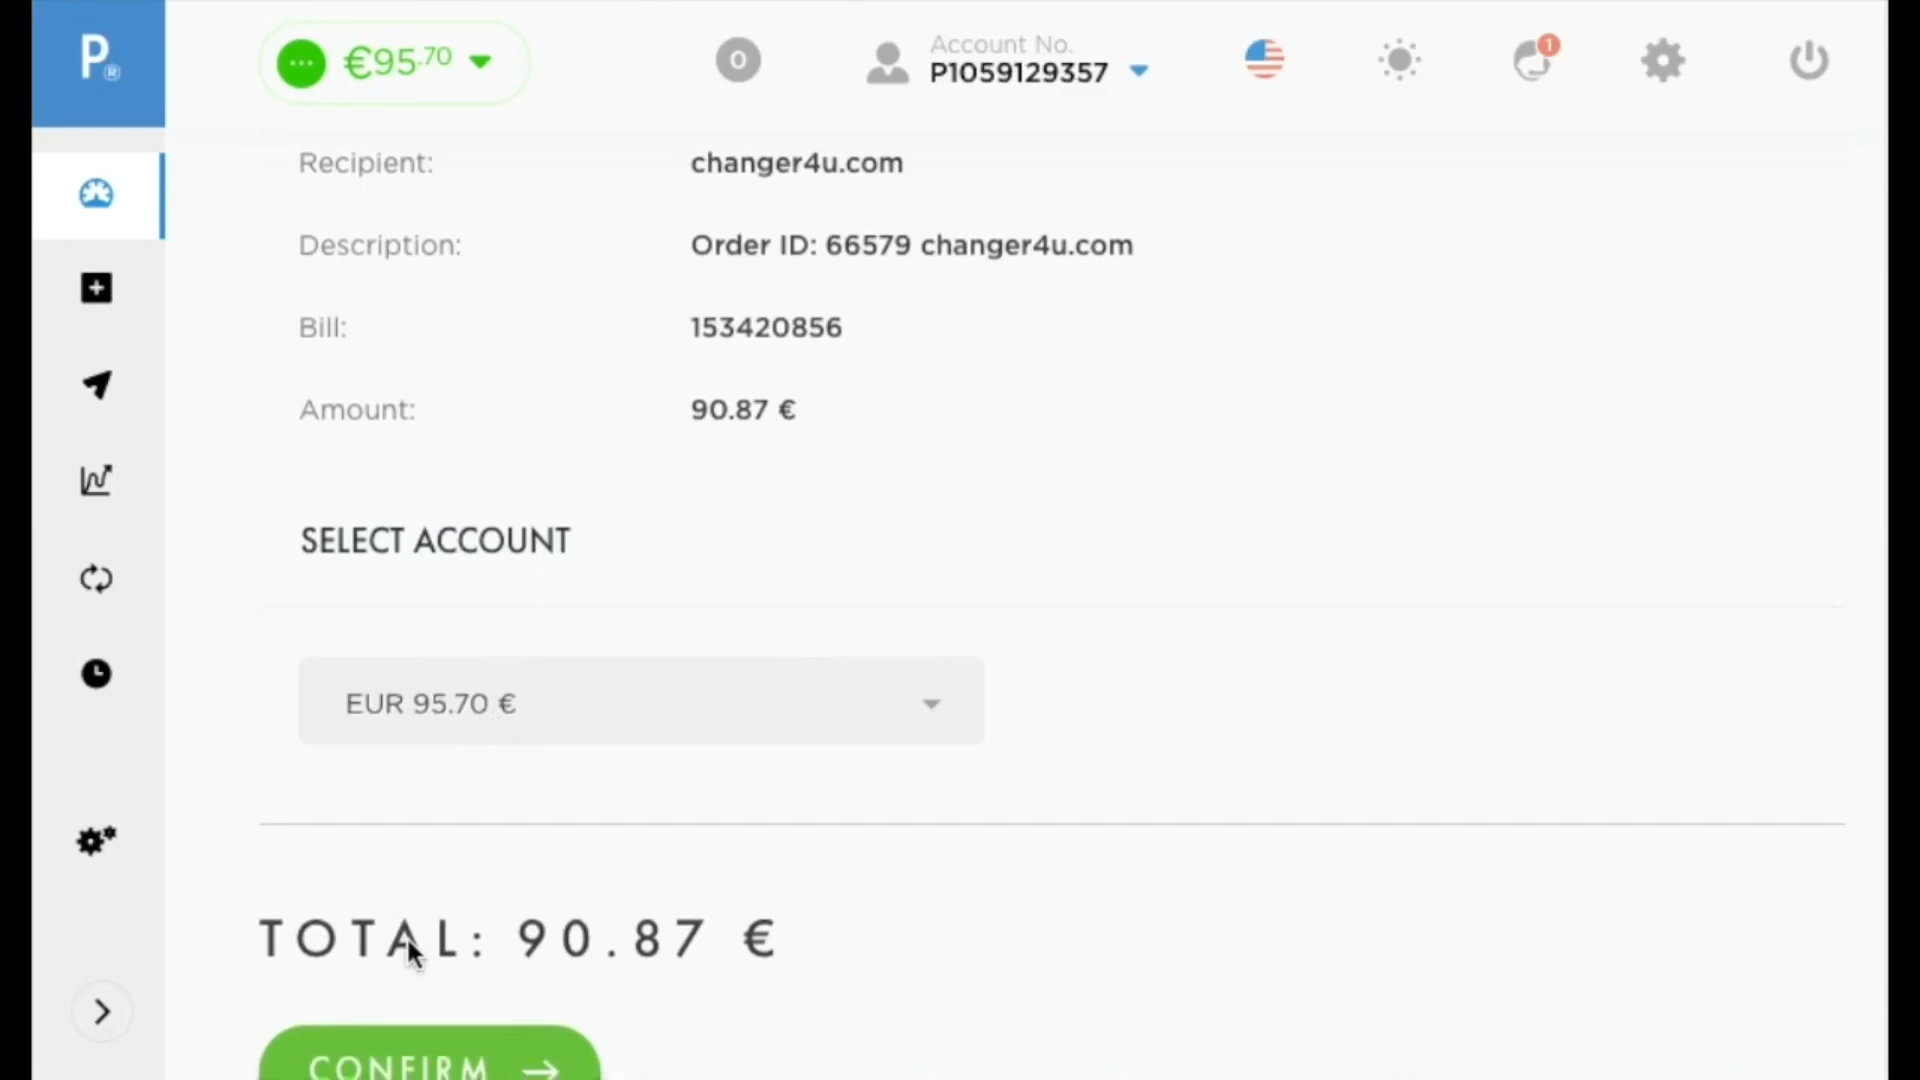 P®
€95.70
0
Account No.
P1059129357
1
Recipient: changer4u.com
Description: Order ID: 66579 changer4u.com
Bill: 153420856
Amount: 90.87 €
SELECT ACCOUNT
EUR 95.70 €
TOTAL: 90.87 €
CONFIRM →